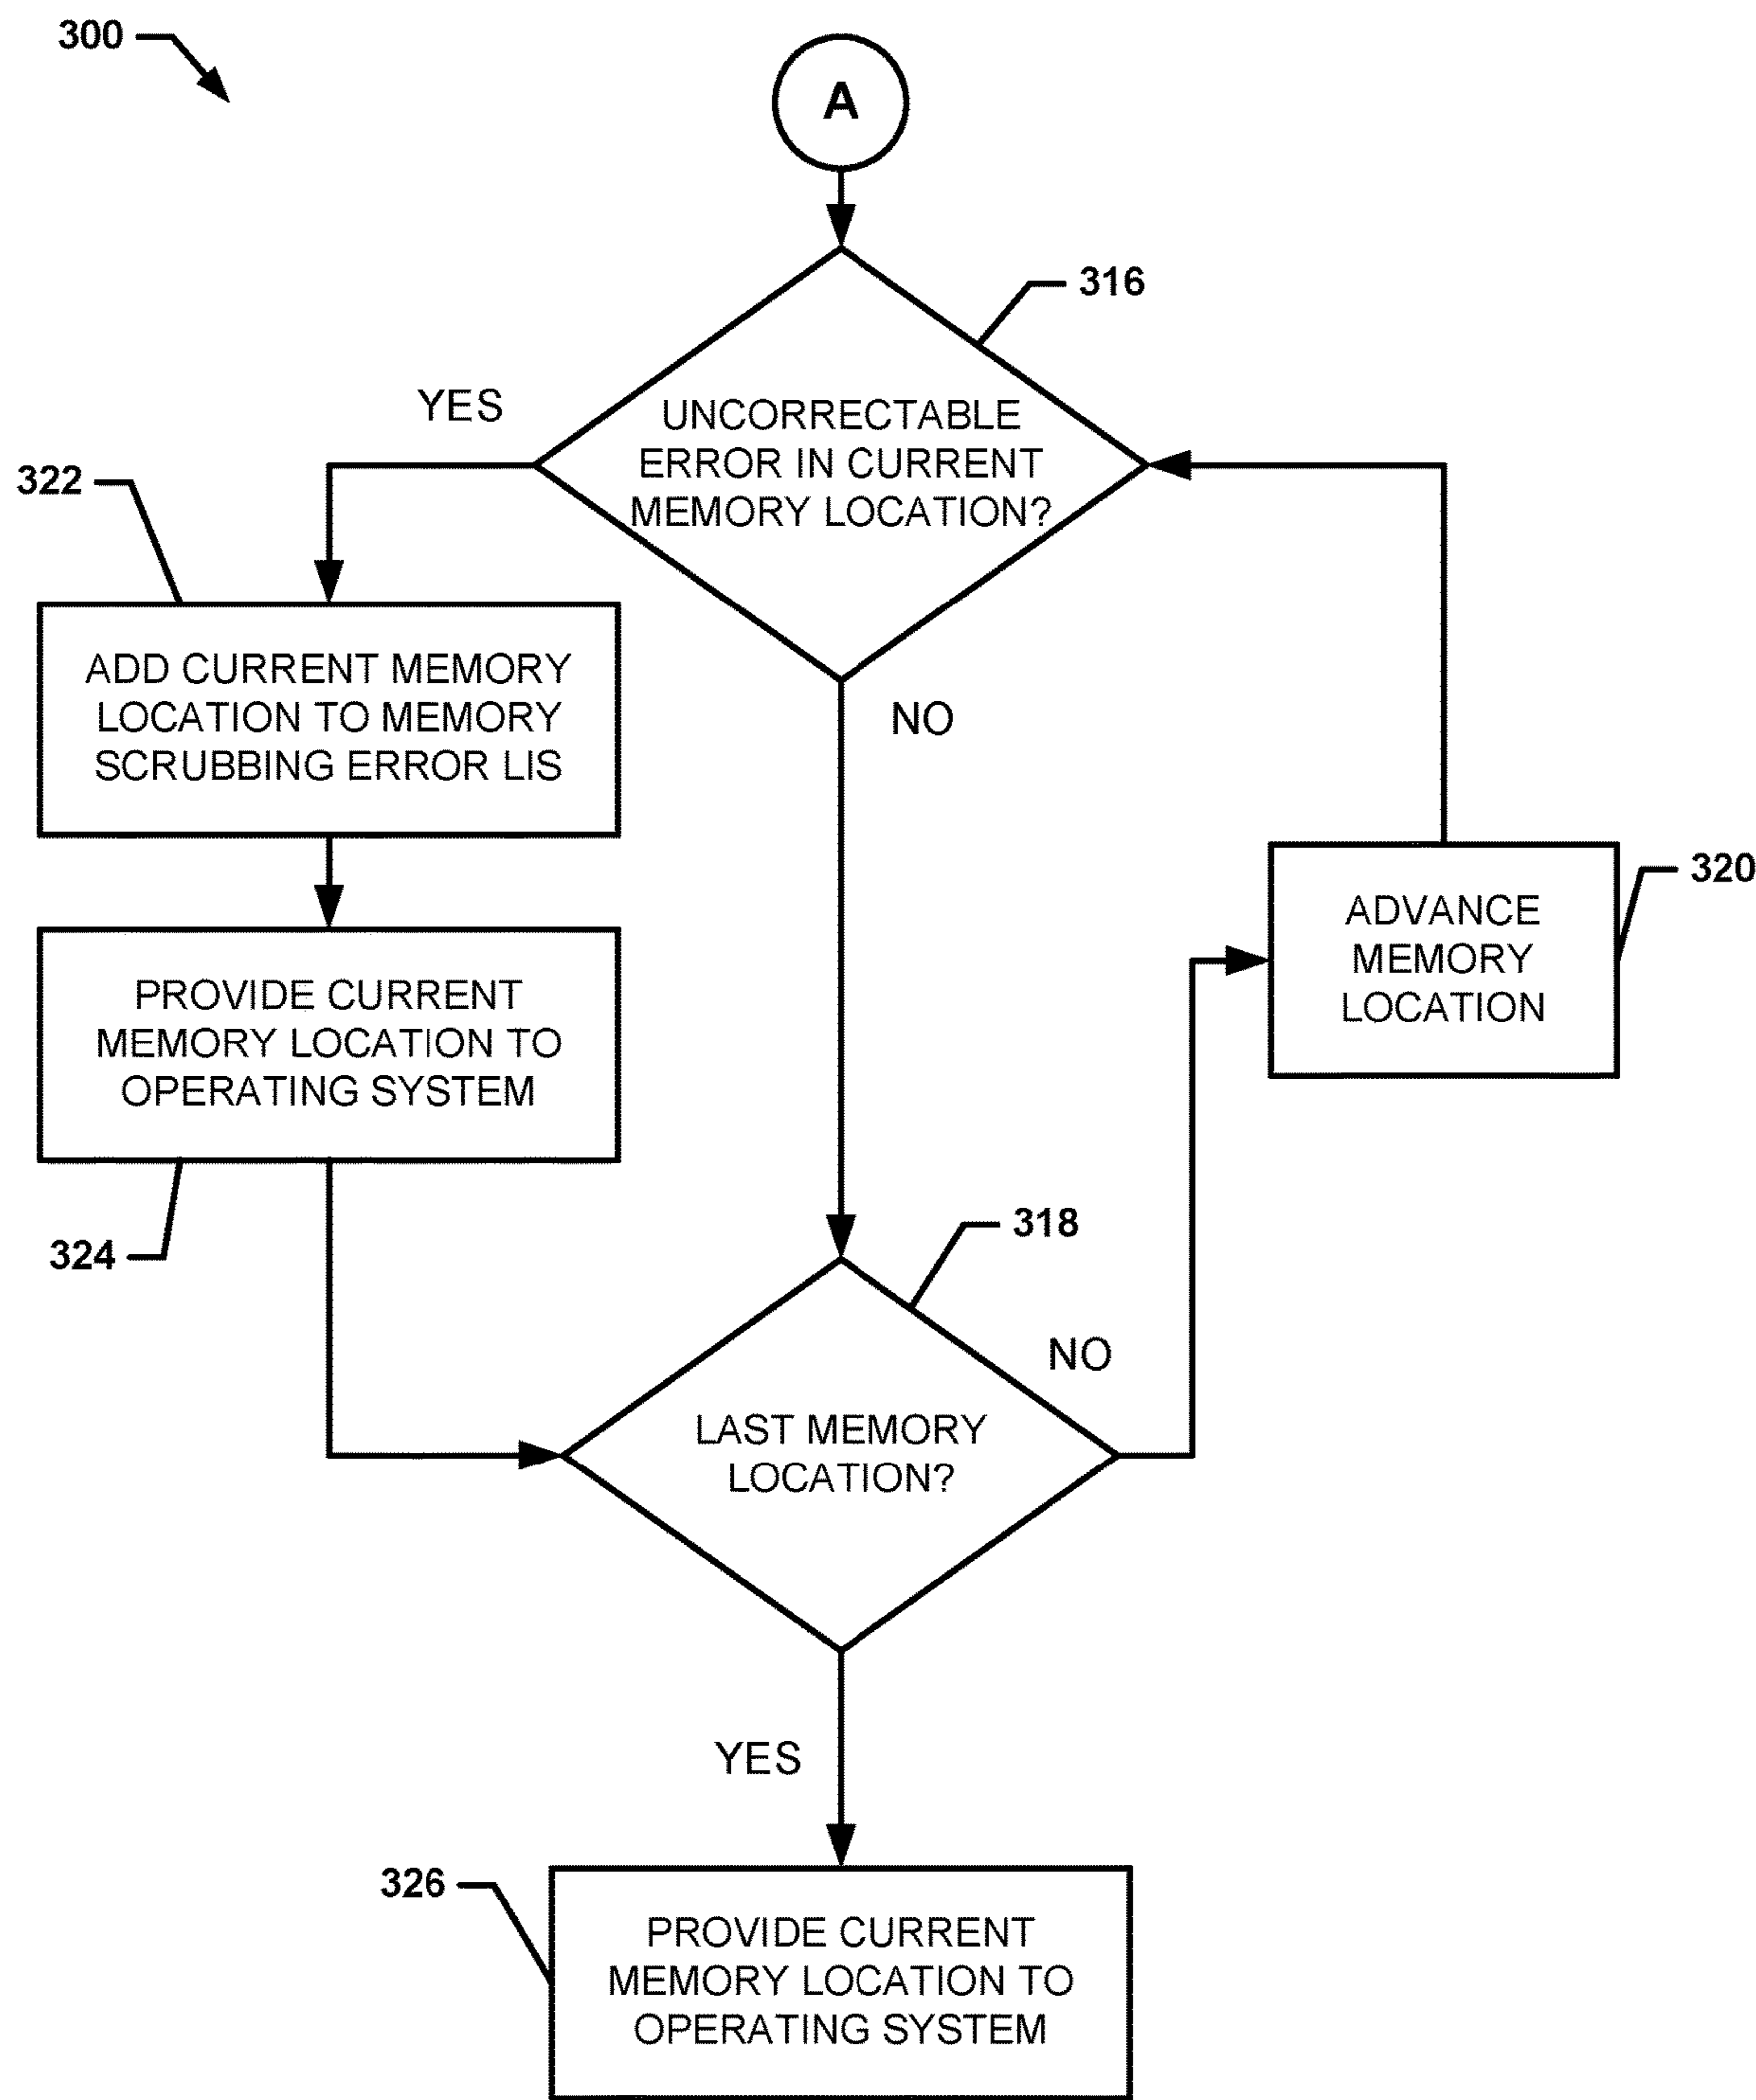 300
A
316
YES
UNCORRECTABLE
ERROR IN CURRENT
MEMORY LOCATION?
322
ADD CURRENT MEMORY
LOCATION TO MEMORY
SCRUBBING ERROR LIS
NO
320
ADVANCE
MEMORY
LOCATION
PROVIDE CURRENT
MEMORY LOCATION TO
OPERATING SYSTEM
324
318
NO
LAST MEMORY
LOCATION?
YES
326
PROVIDE CURRENT
MEMORY LOCATION TO
OPERATING SYSTEM